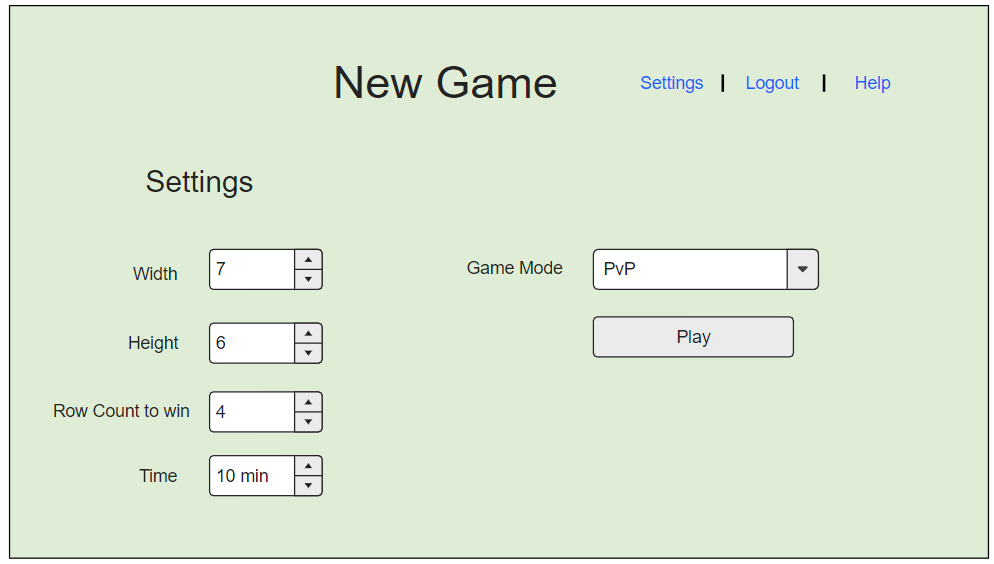 New Game
Settings | Logout | Help
Settings
Width 7
Height 6
Row Count to win 4
Time 10 min
Game Mode PvP
Play